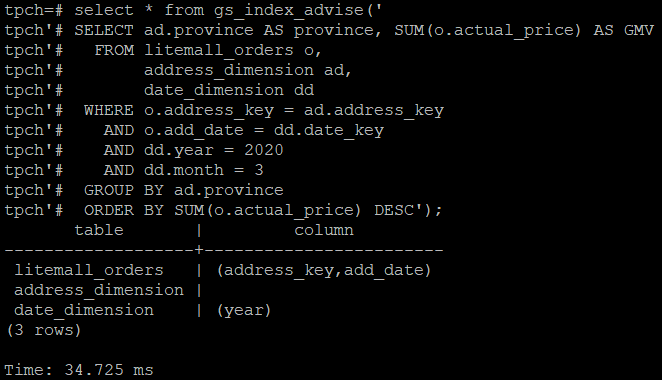 tpch=# select * from gs_index_advise('
tpch'# SELECT ad.province AS province, SUM(o.actual_price) AS GMV
tpch'#   FROM litemall_orders o,
tpch'#        address_dimension ad,
tpch'#        date_dimension dd
tpch'#  WHERE o.address_key = ad.address_key
tpch'#    AND o.add_date = dd.date_key
tpch'#    AND dd.year = 2020
tpch'#    AND dd.month = 3
tpch'#  GROUP BY ad.province
tpch'#  ORDER BY SUM(o.actual_price) DESC');
       table       |         column
-------------------+------------------------
 litemall_orders   | (address_key,add_date)
 address_dimension |
 date_dimension    | (year)
(3 rows)
Time: 34.725 ms